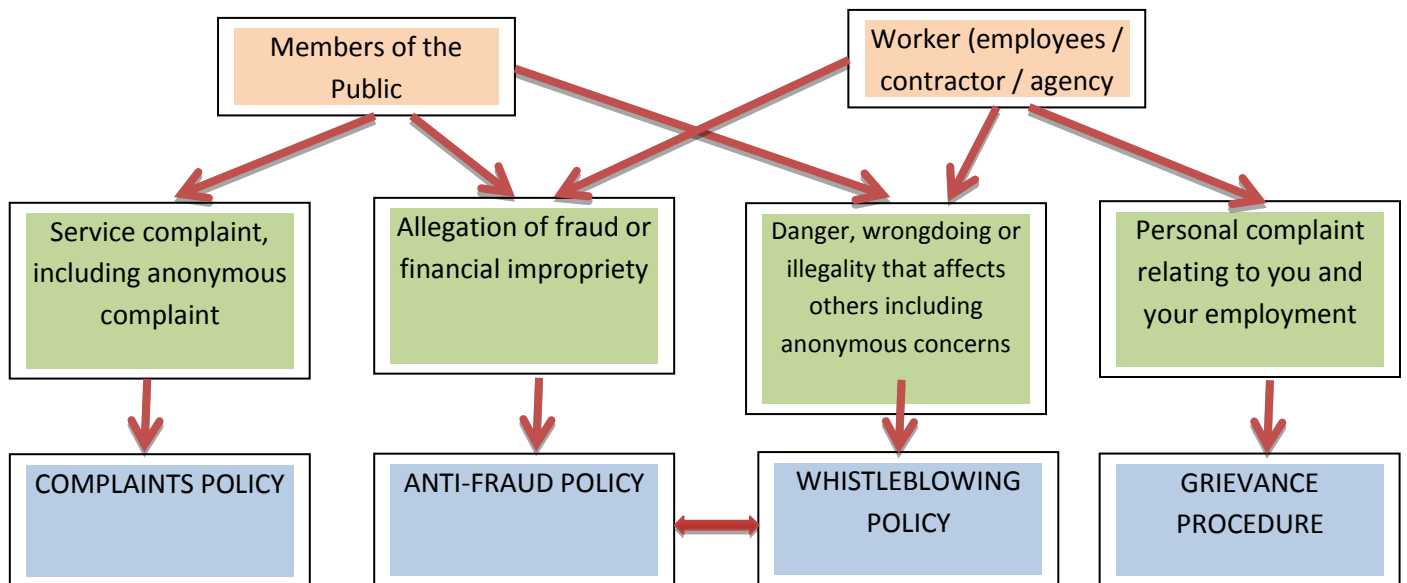 Members of the
Public
Worker (employees /
contractor / agency
Service complaint,
including anonymous
complaint
Allegation of fraud or
financial impropriety
Danger, wrongdoing or
illegality that affects
others including
anonymous concerns
Personal complaint
relating to you and
your employment
COMPLAINTS POLICY
ANTI-FRAUD POLICY
WHISTLEBLOWING
POLICY
GRIEVANCE
PROCEDURE